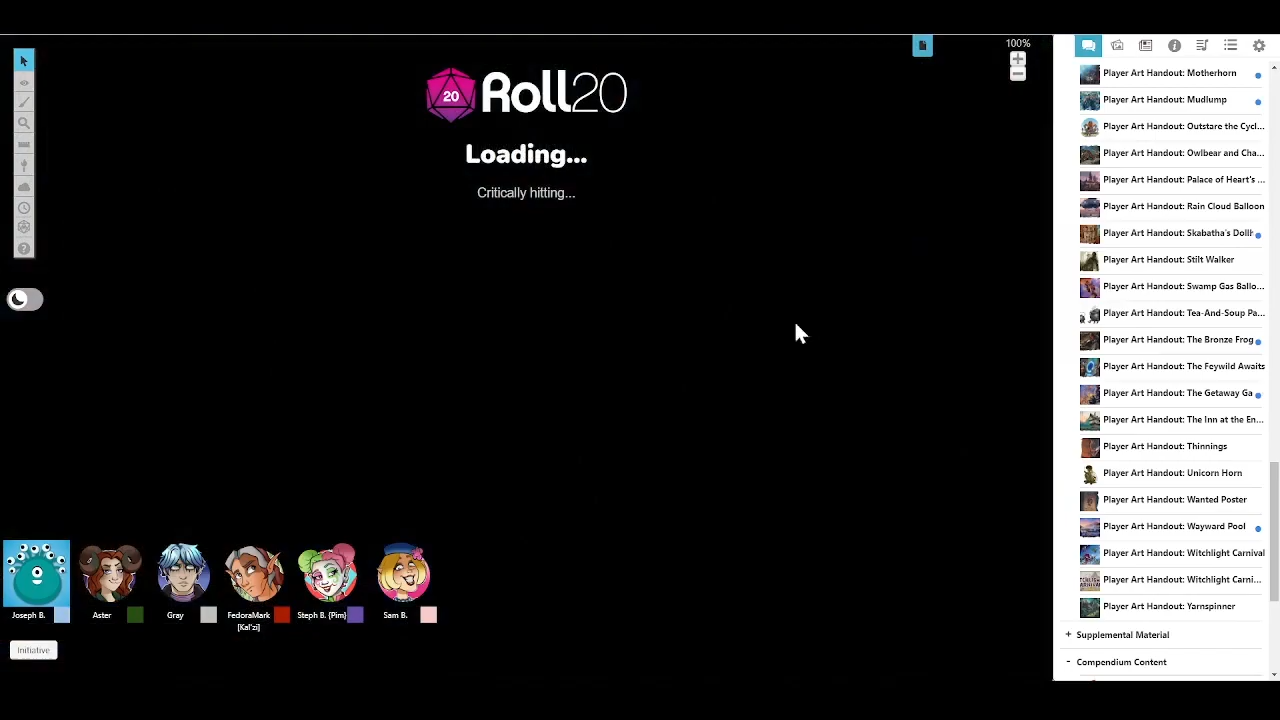 100%
20
Roll20
Loading...
Critically hitting...
Player Art Handout: Motherhorn
Player Art Handout: Mudlump
Player Art Handout: Outstare the Cycl...
Player Art Handout: Owlbear and Cha...
Player Art Handout: Palace of Heart's ...
Player Art Handout: Rain Cloud Balloon
Player Art Handout: Skabatha's Dollh
Player Art Handout: Stilt Walker
Player Art Handout: Swamp Gas Ballo...
Player Art Handout: Tea-And-Soup Pa...
Player Art Handout: The Bronze Frog
Player Art Handout: The Feywild Awaits
Player Art Handout: The Getaway Ga
Player Art Handout: The Inn at the En...
Player Art Handout: Thinnings
Player Art Handout: Unicorn Horn
Player Art Handout: Wanted Poster
Player Art Handout: Wayward Pool
Player Art Handout: Witchlight Carnival
Player Art Handout: Witchlight Carni...
Player Art Handout: Yarnspinner
+ Supplemental Material
- Compendium Content
Joseph B.
Aster
Gray
FedoraMark
[Kal'zi]
Steph B. (Pim)
Sam B.
Initiative